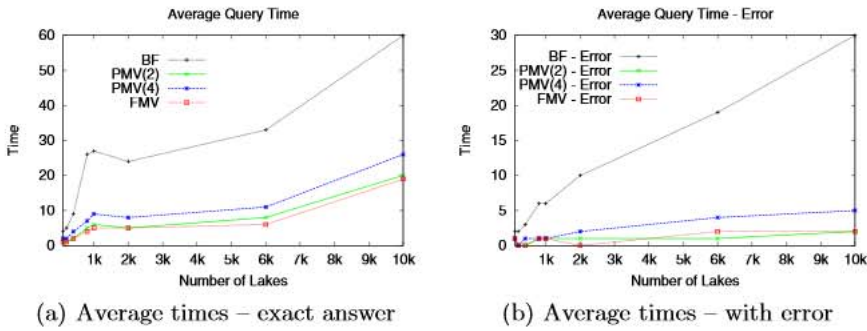 Average Query Time
60
50
40
30
20
10
0
Time
BF
PMV(2)
PMV(4)
FMV
1k 2k 3k 4k 5k 6k 7k 8k 9k 10k
Number of Lakes
(a) Average times – exact answer
Average Query Time - Error
30
25
20
15
10
5
0
Time
BF - Error
PMV(2) - Error
PMV(4) - Error
FMV - Error
1k 2k 3k 4k 5k 6k 7k 8k 9k 10k
Number of Lakes
(b) Average times – with error